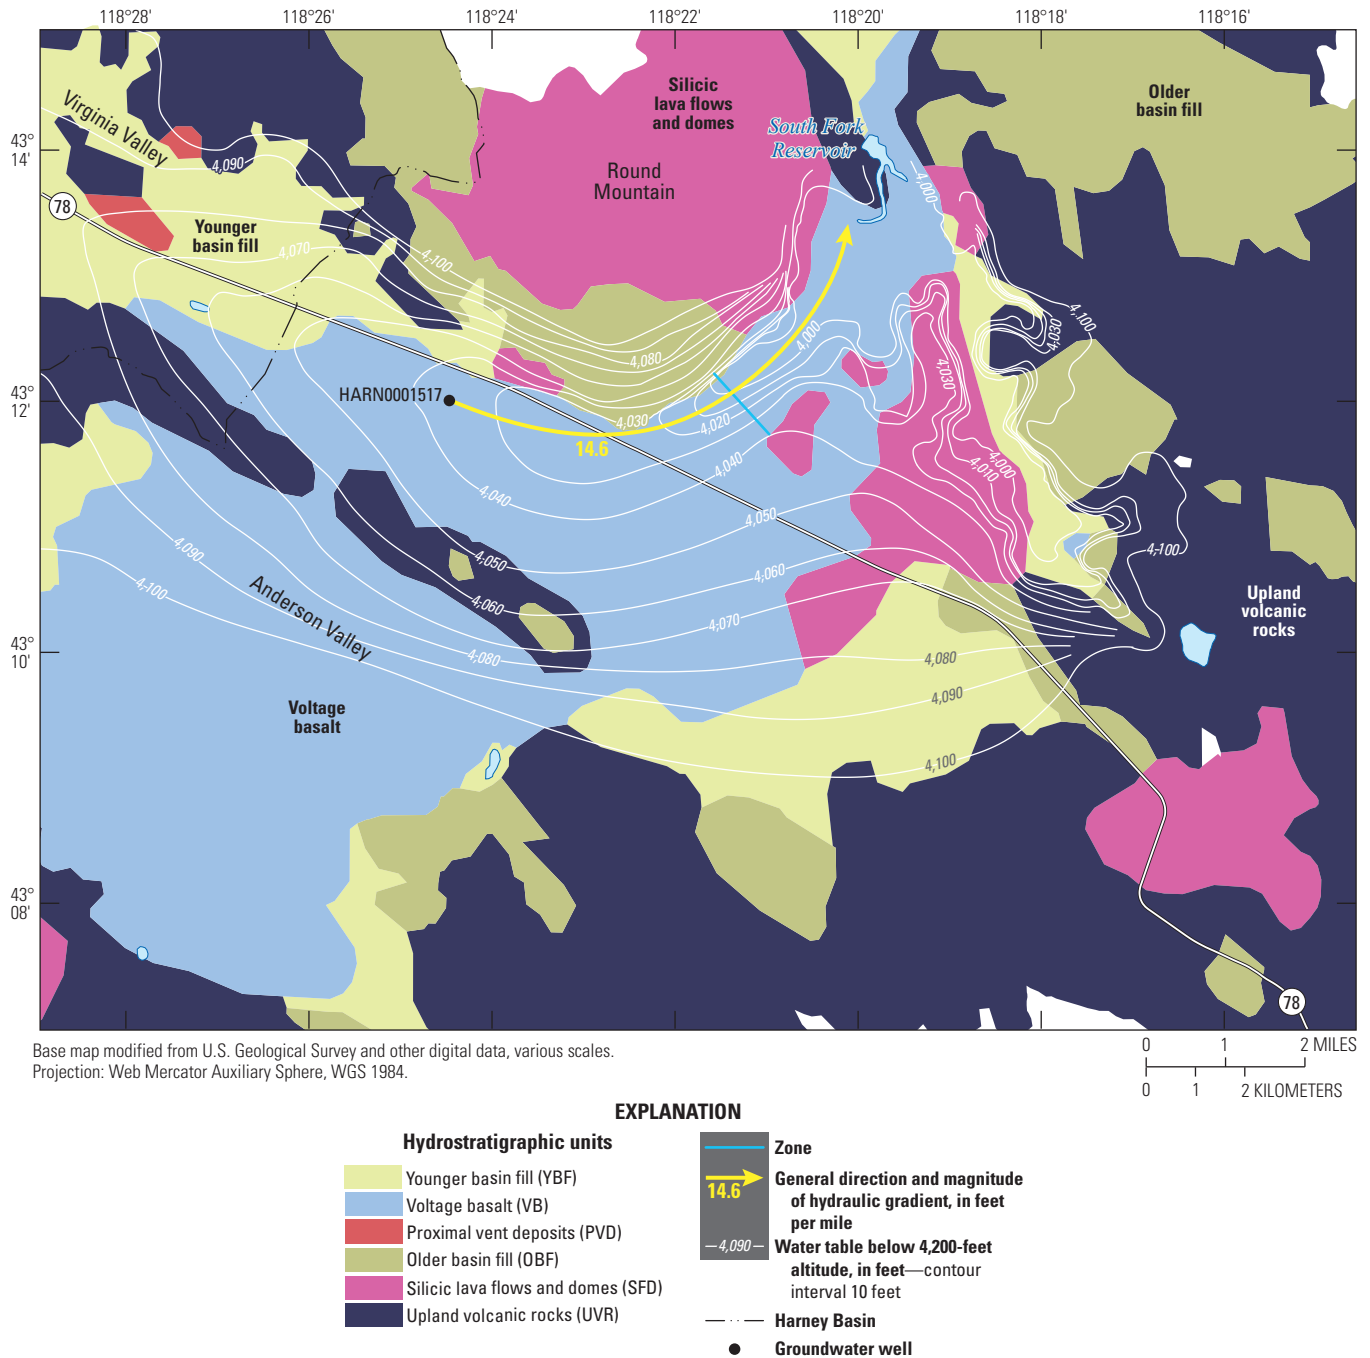 118°28'
118°26'
118°24'
118°22'
118°20'
118°18'
118°16'
43°
14'
43°
12'
43°
10'
43°
08'
Silicic
lava flows
and domes
Older
basin fill
Virginia Valley
South Fork
Reservoir
Round
Mountain
78
Younger
basin fill
4,090
4,070
4,100
4,000
4,080
4,000
4,100
4,030
4,030
HARN0001517
14.6
4,030
4,020
4,040
4,040
4,000
4,010
4,050
4,050
4,060
4,060
4,070
4,080
4,090
4,100
4,100
Anderson Valley
4,080
4,090
4,100
Upland
volcanic
rocks
Voltage
basalt
78
Base map modified from U.S. Geological Survey and other digital data, various scales.
Projection: Web Mercator Auxiliary Sphere, WGS 1984.
0 1 2 MILES
0 1 2 KILOMETERS
EXPLANATION
Hydrostratigraphic units
Younger basin fill (YBF)
Voltage basalt (VB)
Proximal vent deposits (PVD)
Older basin fill (OBF)
Silicic lava flows and domes (SFD)
Upland volcanic rocks (UVR)
Zone
14.6
General direction and magnitude
of hydraulic gradient, in feet
per mile
4,090
Water table below 4,200-feet
altitude, in feet—contour
interval 10 feet
Harney Basin
Groundwater well